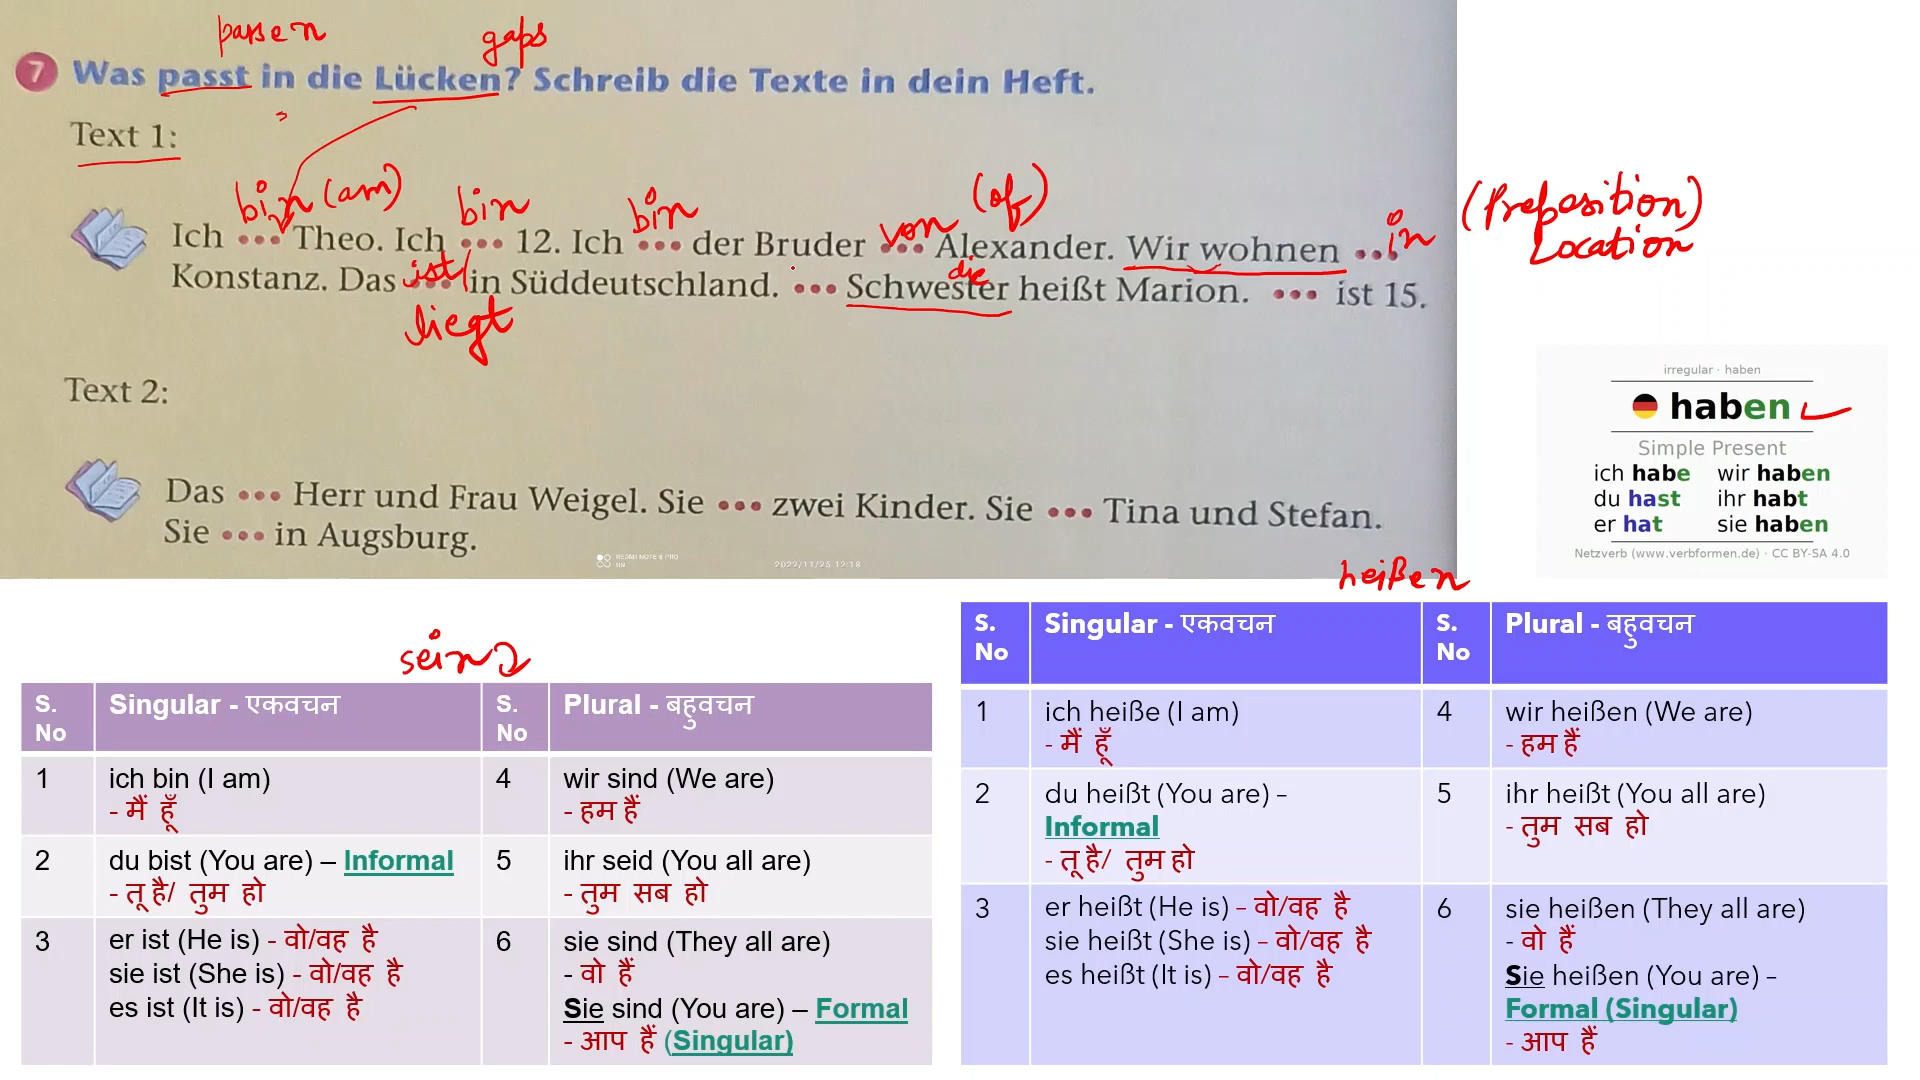 passen
gaps
7 Was passt in die Lücken? Schreib die Texte in dein Heft.
Text 1:
bin (am) bin bin von (of) in (Preposition)
Location
Ich ••• Theo. Ich ••• 12. Ich ••• der Bruder ••• Alexander. Wir wohnen •••
ist/ die
Konstanz. Das ••• in Süddeutschland. ••• Schwester heißt Marion. ••• ist 15.
liegt
Text 2:
Das ••• Herr und Frau Weigel. Sie ••• zwei Kinder. Sie ••• Tina und Stefan.
Sie ••• in Augsburg.
REDMI NOTE 8 PRO
2022/11/25 12:18
irregular · haben
haben
Simple Present
ich habe wir haben
du hast ihr habt
er hat sie haben
Netzverb (www.verbformen.de) · CC BY-SA 4.0
sein
S. No Singular - एकवचन S. No Plural - बहुवचन
1 ich bin (I am) 4 wir sind (We are)
- मैं हूँ - हम हैं
2 du bist (You are) – Informal 5 ihr seid (You all are)
- तू है/ तुम हो - तुम सब हो
3 er ist (He is) - वो/वह है 6 sie sind (They all are)
sie ist (She is) - वो/वह है - वो हैं
es ist (It is) - वो/वह है Sie sind (You are) – Formal
- आप हैं (Singular)
heißen
S. No Singular - एकवचन S. No Plural - बहुवचन
1 ich heiße (I am) 4 wir heißen (We are)
- मैं हूँ - हम हैं
2 du heißt (You are) – 5 ihr heißt (You all are)
Informal - तुम सब हो
- तू है/ तुम हो
3 er heißt (He is) – वो/वह है 6 sie heißen (They all are)
sie heißt (She is) – वो/वह है - वो हैं
es heißt (It is) – वो/वह है Sie heißen (You are) –
Formal (Singular)
- आप हैं